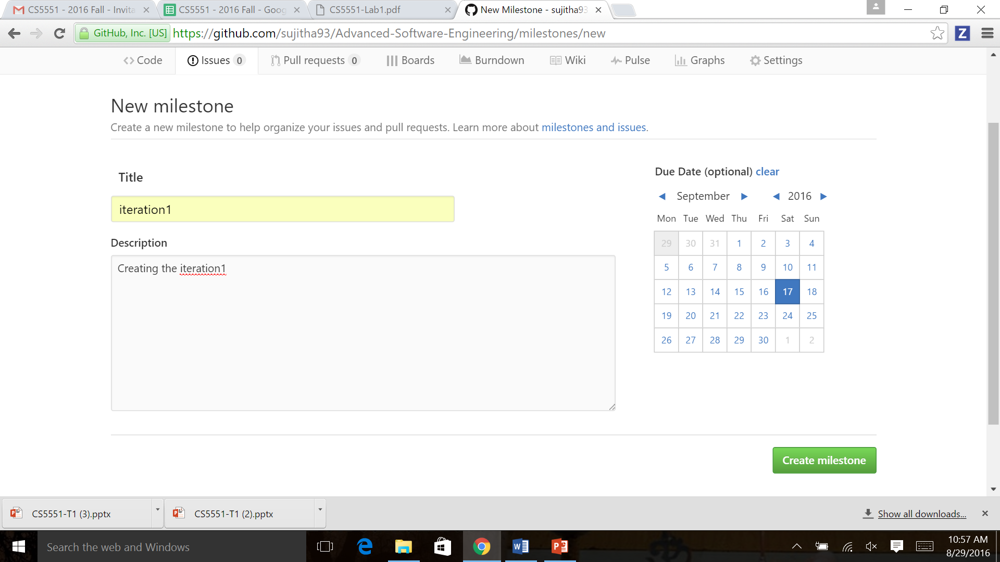 CS5551 - 2016 Fall - Invita
CS5551 - 2016 Fall - Goog
CS5551-Lab1.pdf
New Milestone - sujitha93
GitHub, Inc. [US] https://github.com/sujitha93/Advanced-Software-Engineering/milestones/new
Z
Code
Issues 0
Pull requests 0
Boards
Burndown
Wiki
Pulse
Graphs
Settings
New milestone
Create a new milestone to help organize your issues and pull requests. Learn more about milestones and issues.
Title
iteration1
Description
Creating the iteration1
Due Date (optional) clear
September 2016
Mon Tue Wed Thu Fri Sat Sun
29 30 31 1 2 3 4
5 6 7 8 9 10 11
12 13 14 15 16 17 18
19 20 21 22 23 24 25
26 27 28 29 30 1 2
Create milestone
CS5551-T1 (3).pptx
CS5551-T1 (2).pptx
Show all downloads...
Search the web and Windows
10:57 AM
8/29/2016